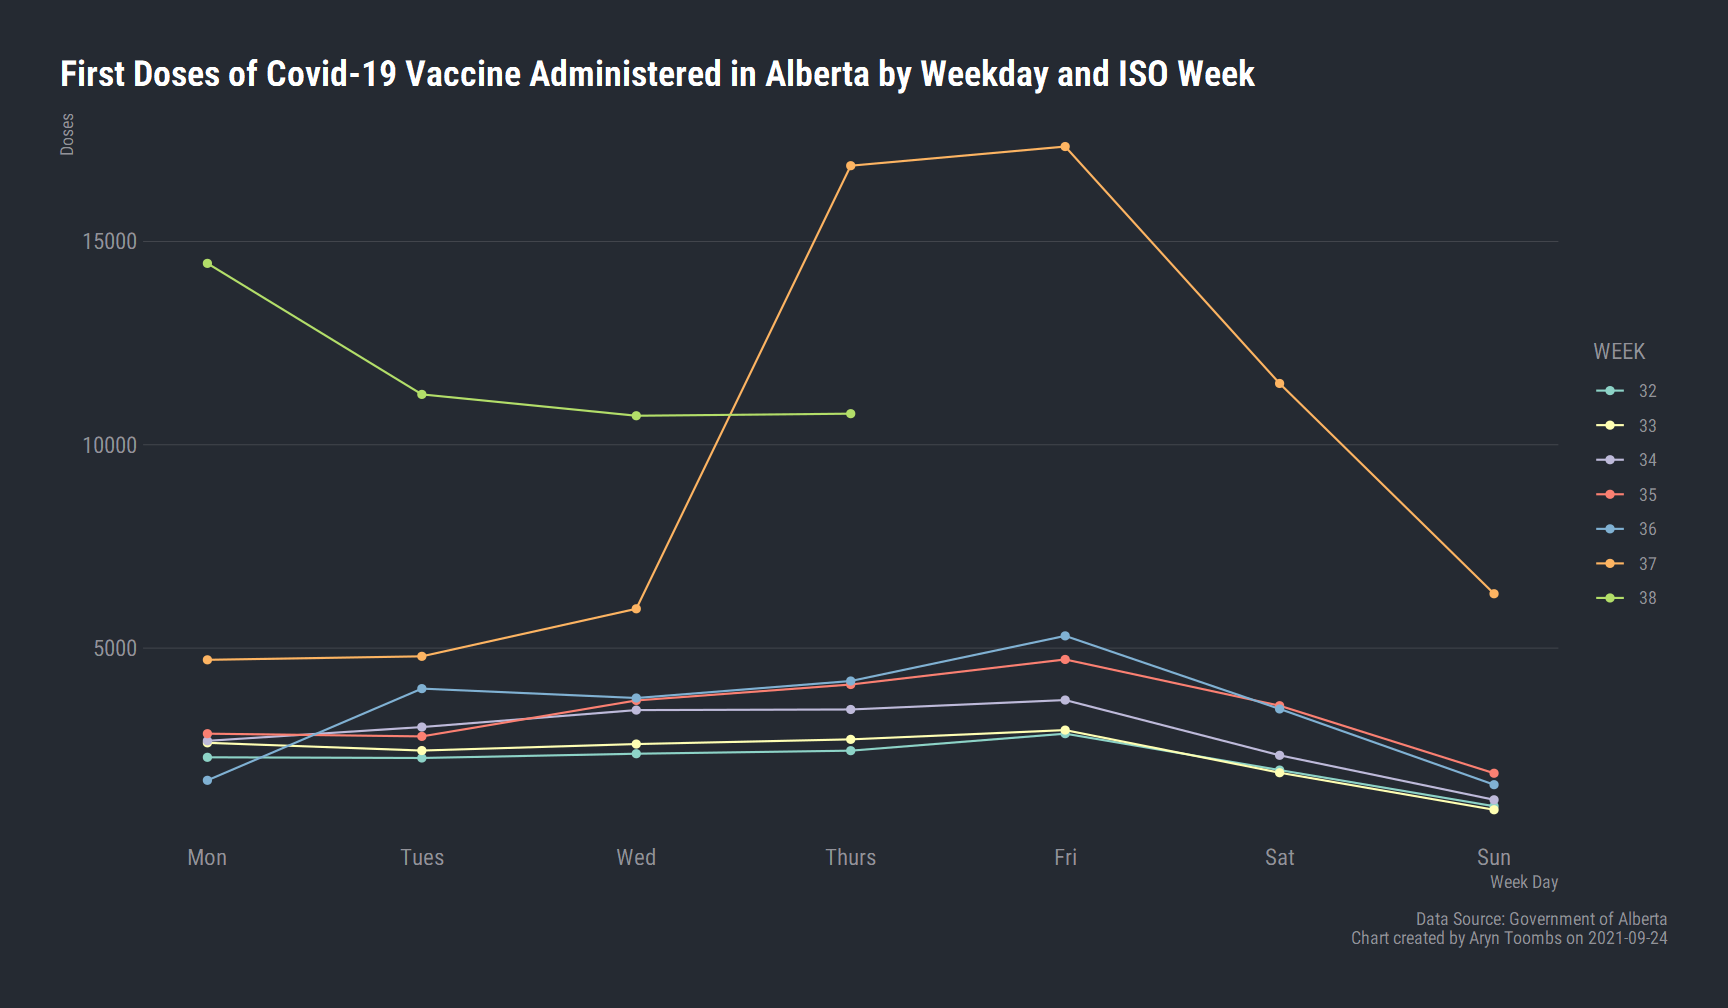 First Doses of Covid-19 Vaccine Administered in Alberta by Weekday and ISO Week
Doses
15000
10000
5000
WEEK
32
33
34
35
36
37
38
Mon Tues Wed Thurs Fri Sat Sun
Week Day
Data Source: Government of Alberta
Chart created by Aryn Toombs on 2021-09-24